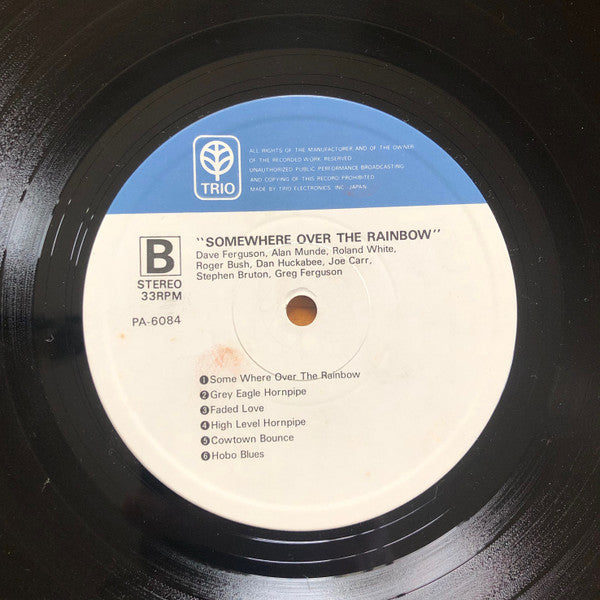 TRIO
ALL RIGHTS OF THE MANUFACTURER AND OF THE OWNER
OF THE RECORDED WORK RESERVED
UNAUTHORIZED PUBLIC PERFORMANCE BROADCASTING
AND COPYING OF THIS RECORD PROHIBITED
MADE BY TRIO ELECTRONICS, INC. JAPAN
B
STEREO
33RPM
PA-6084
"SOMEWHERE OVER THE RAINBOW"
Dave Ferguson, Alan Munde, Roland White,
Roger Bush, Dan Huckabee, Joe Carr,
Stephen Bruton, Greg Ferguson
1 Some Where Over The Rainbow
2 Grey Eagle Hornpipe
3 Faded Love
4 High Level Hornpipe
5 Cowtown Bounce
6 Hobo Blues